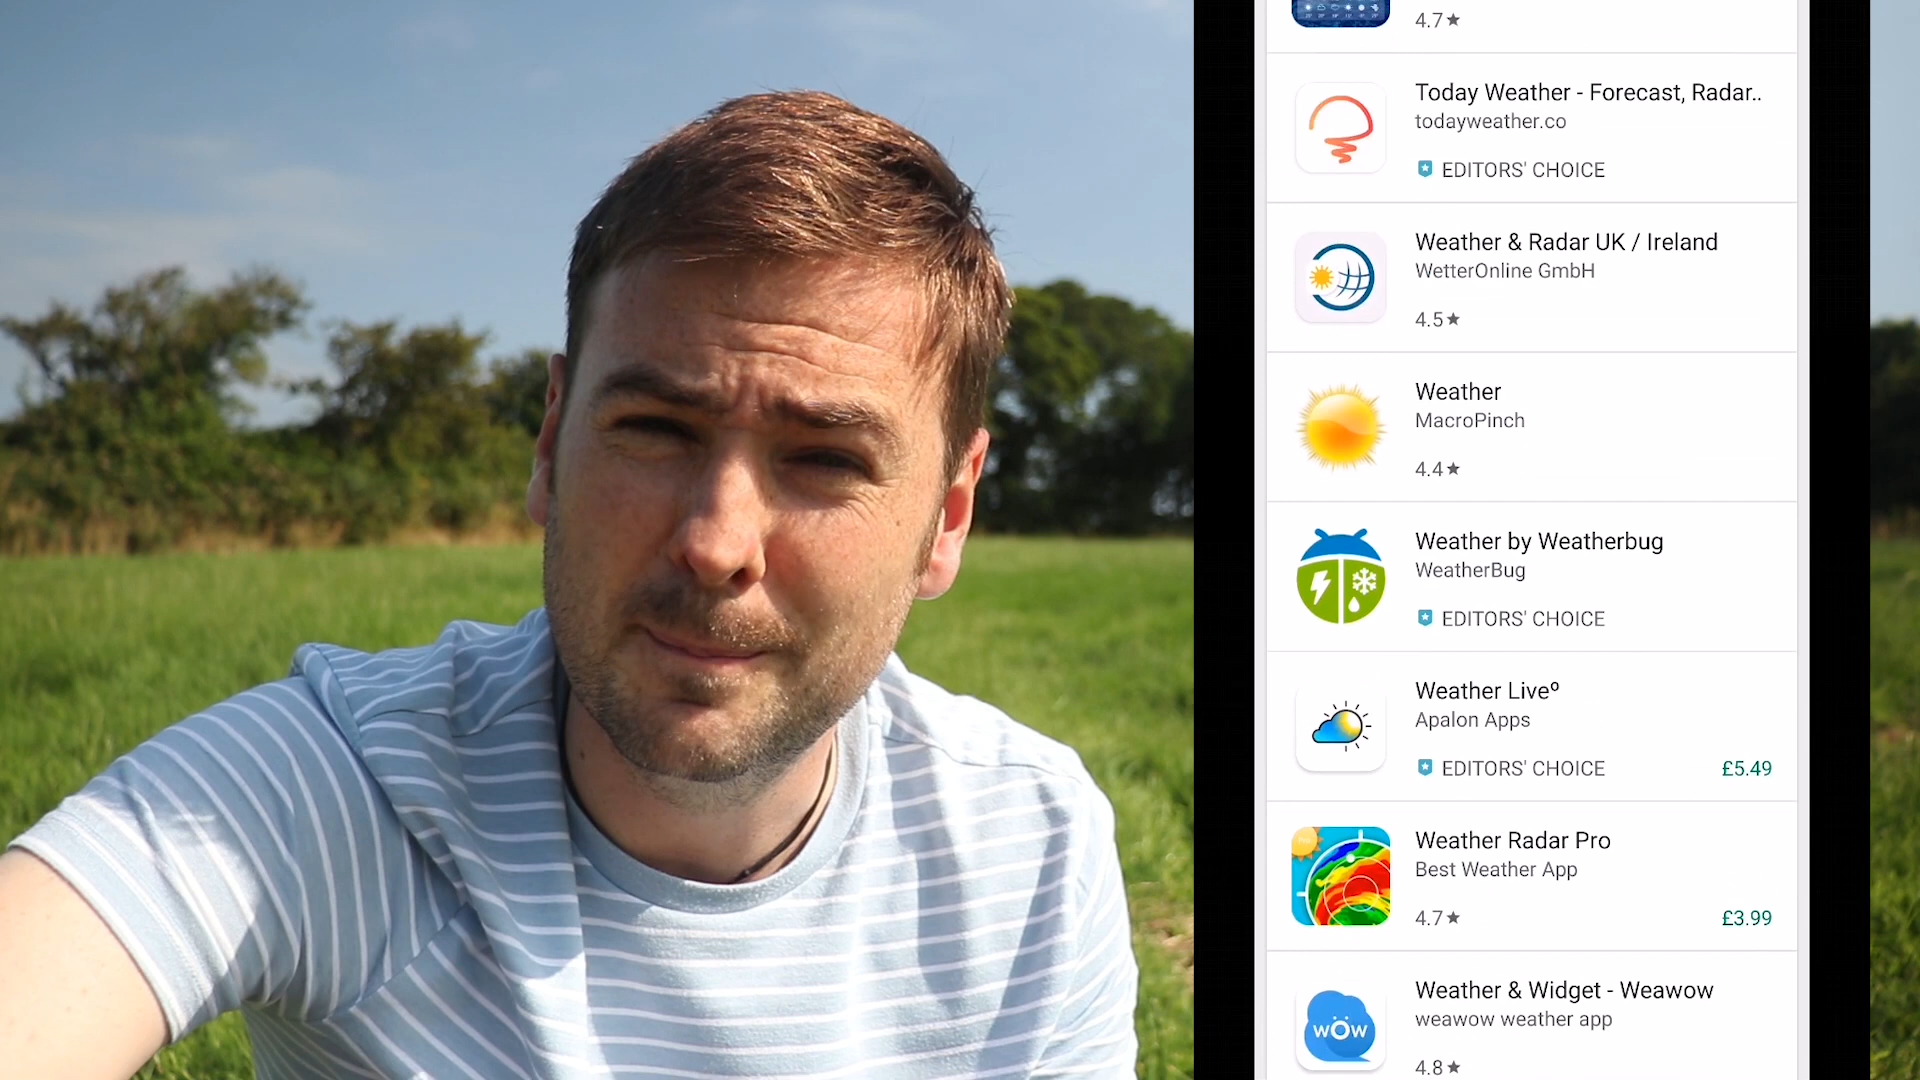 4.7★
Today Weather - Forecast, Radar..
todayweather.co
EDITORS' CHOICE
Weather & Radar UK / Ireland
WetterOnline GmbH
4.5★
Weather
MacroPinch
4.4★
Weather by Weatherbug
WeatherBug
EDITORS' CHOICE
Weather Liveº
Apalon Apps
EDITORS' CHOICE £5.49
Weather Radar Pro
Best Weather App
4.7★ £3.99
Weather & Widget - Weawow
weawow weather app
wow
4.8★